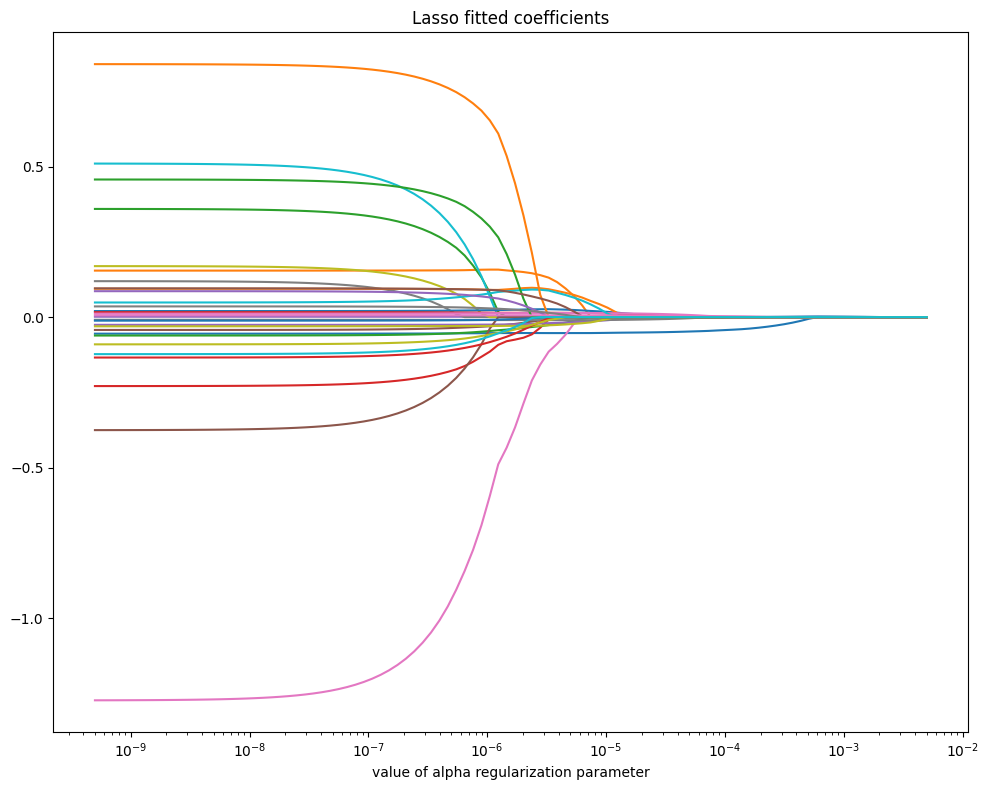 Lasso fitted coefficients
0.5
0.0
−0.5
−1.0
10⁻⁹ 10⁻⁸ 10⁻⁷ 10⁻⁶ 10⁻⁵ 10⁻⁴ 10⁻³ 10⁻²
value of alpha regularization parameter